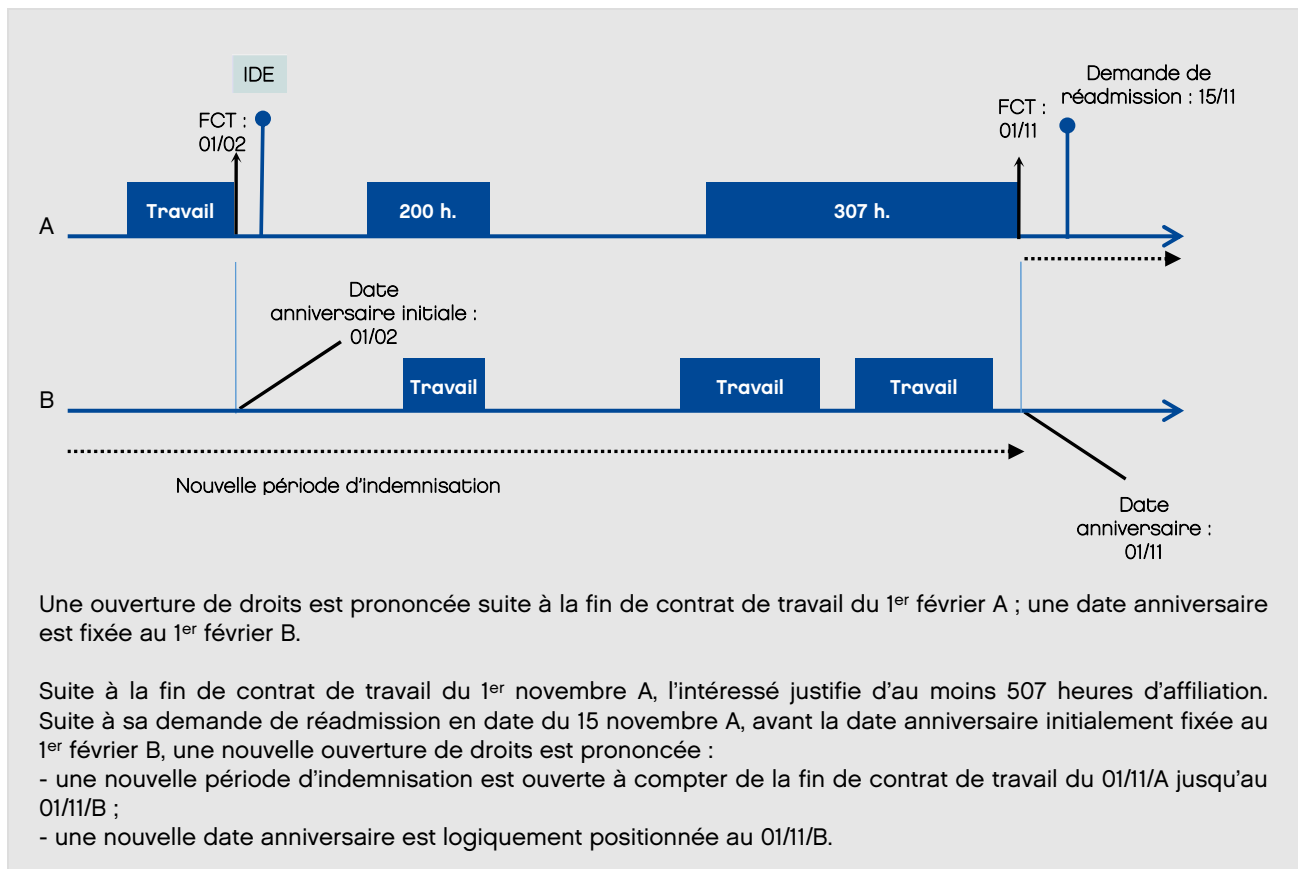 IDE
Demande de
réadmission : 15/11
FCT :
01/02
FCT :
01/11
Travail
200 h.
307 h.
A
Date
anniversaire initiale :
01/02
Travail
Travail
Travail
B
Nouvelle période d'indemnisation
Date
anniversaire :
01/11
Une ouverture de droits est prononcée suite à la fin de contrat de travail du 1er février A ; une date anniversaire
est fixée au 1er février B.
Suite à la fin de contrat de travail du 1er novembre A, l'intéressé justifie d'au moins 507 heures d'affiliation.
Suite à sa demande de réadmission en date du 15 novembre A, avant la date anniversaire initialement fixée au
1er février B, une nouvelle ouverture de droits est prononcée :
- une nouvelle période d'indemnisation est ouverte à compter de la fin de contrat de travail du 01/11/A jusqu'au
01/11/B ;
- une nouvelle date anniversaire est logiquement positionnée au 01/11/B.